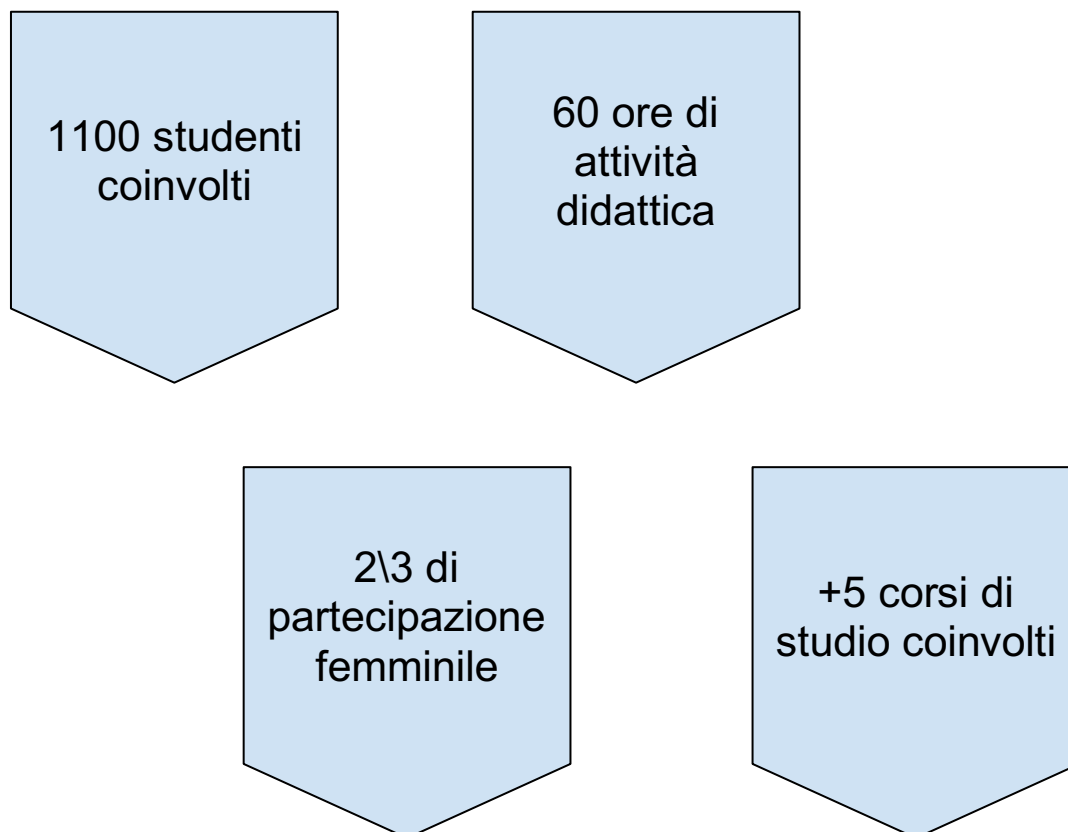 1100 studenti
coinvolti
60 ore di
attività
didattica
2\3 di
partecipazione
femminile
+5 corsi di
studio coinvolti